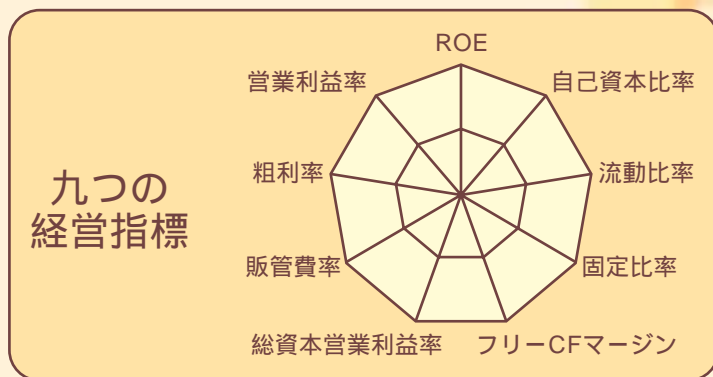 九つの
経営指標
ROE
自己資本比率
流動比率
固定比率
フリーCFマージン
総資本営業利益率
販管費率
粗利率
営業利益率